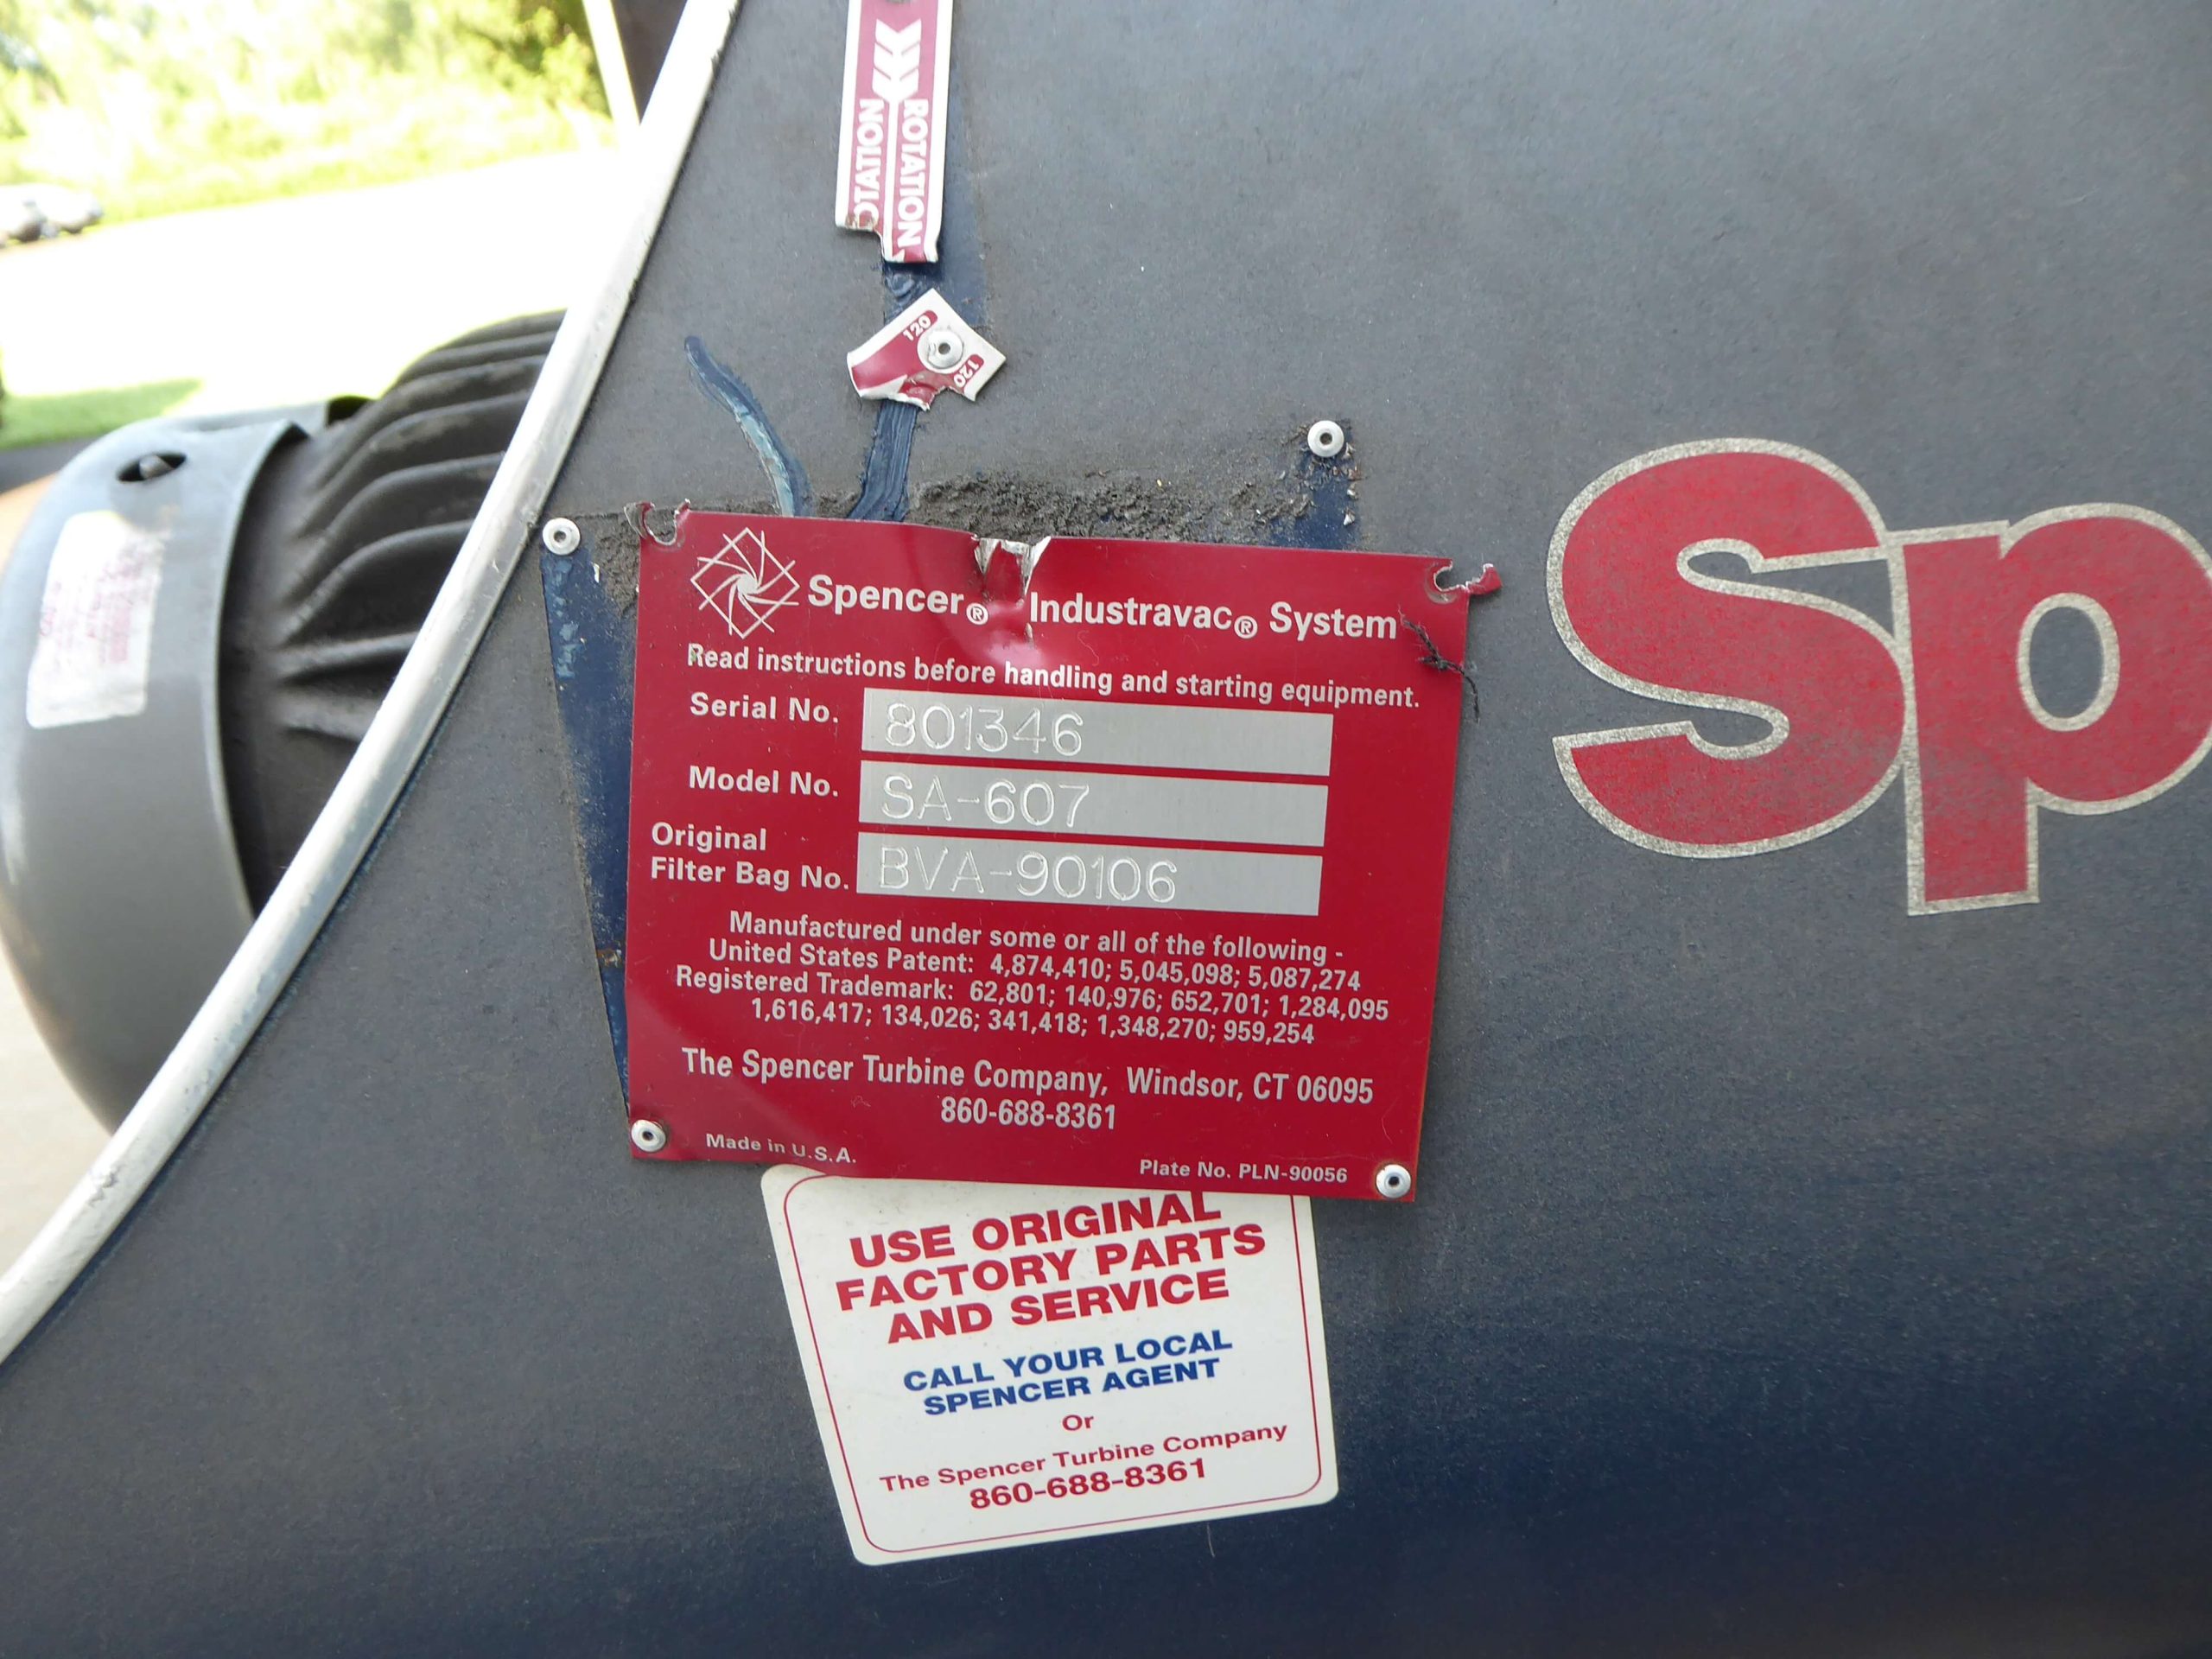 ROTATION
OTATION
120
120
Sp
Spencer® Industravac® System
Read instructions before handling and starting equipment.
Serial No. 801346
Model No. SA-607
Original
Filter Bag No. BVA-90106
Manufactured under some or all of the following -
United States Patent: 4,874,410; 5,045,098; 5,087,274
Registered Trademark: 62,801; 140,976; 652,701; 1,284,095
1,616,417; 134,026; 341,418; 1,348,270; 959,254
The Spencer Turbine Company, Windsor, CT 06095
860-688-8361
Made in U.S.A.
Plate No. PLN-90056
USE ORIGINAL
FACTORY PARTS
AND SERVICE
CALL YOUR LOCAL
SPENCER AGENT
Or
The Spencer Turbine Company
860-688-8361